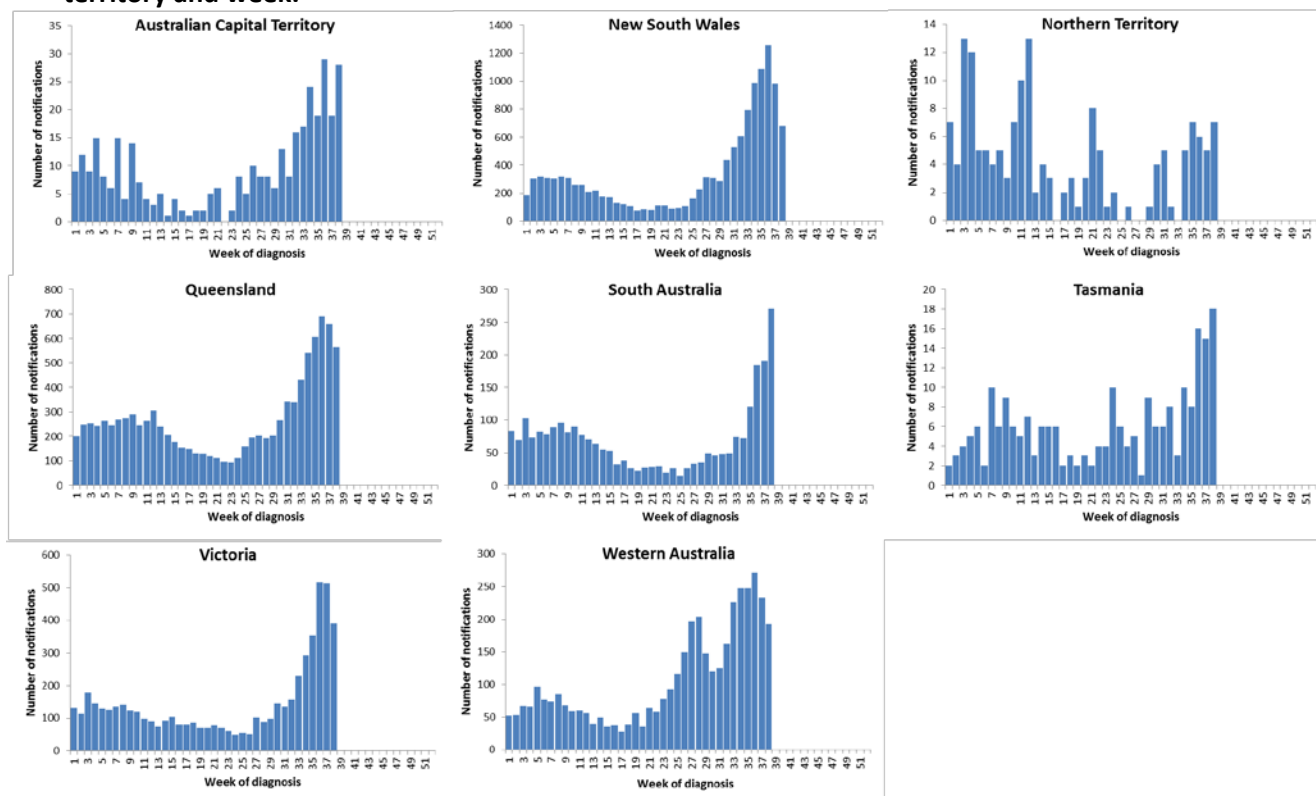 territory and week.
Australian Capital Territory
Number of notifications
35
30
25
20
15
10
5
0
1 3 5 7 9 11 13 15 17 19 21 23 25 27 29 31 33 35 37 39 41 43 45 47 49 51
Week of diagnosis
New South Wales
Number of notifications
1400
1200
1000
800
600
400
200
0
1 3 5 7 9 11 13 15 17 19 21 23 25 27 29 31 33 35 37 39 41 43 45 47 49 51
Week of diagnosis
Northern Territory
Number of notifications
14
12
10
8
6
4
2
0
1 3 5 7 9 11 13 15 17 19 21 23 25 27 29 31 33 35 37 39 41 43 45 47 49 51
Week of diagnosis
Queensland
Number of notifications
800
700
600
500
400
300
200
100
0
1 3 5 7 9 11 13 15 17 19 21 23 25 27 29 31 33 35 37 39 41 43 45 47 49 51
Week of diagnosis
South Australia
Number of notifications
300
250
200
150
100
50
0
1 3 5 7 9 11 13 15 17 19 21 23 25 27 29 31 33 35 37 39 41 43 45 47 49 51
Week of diagnosis
Tasmania
Number of notifications
20
18
16
14
12
10
8
6
4
2
0
1 3 5 7 9 11 13 15 17 19 21 23 25 27 29 31 33 35 37 39 41 43 45 47 49 51
Week of diagnosis
Victoria
Number of notifications
600
500
400
300
200
100
0
1 3 5 7 9 11 13 15 17 19 21 23 25 27 29 31 33 35 37 39 41 43 45 47 49 51
Week of diagnosis
Western Australia
Number of notifications
300
250
200
150
100
50
0
1 3 5 7 9 11 13 15 17 19 21 23 25 27 29 31 33 35 37 39 41 43 45 47 49 51
Week of diagnosis